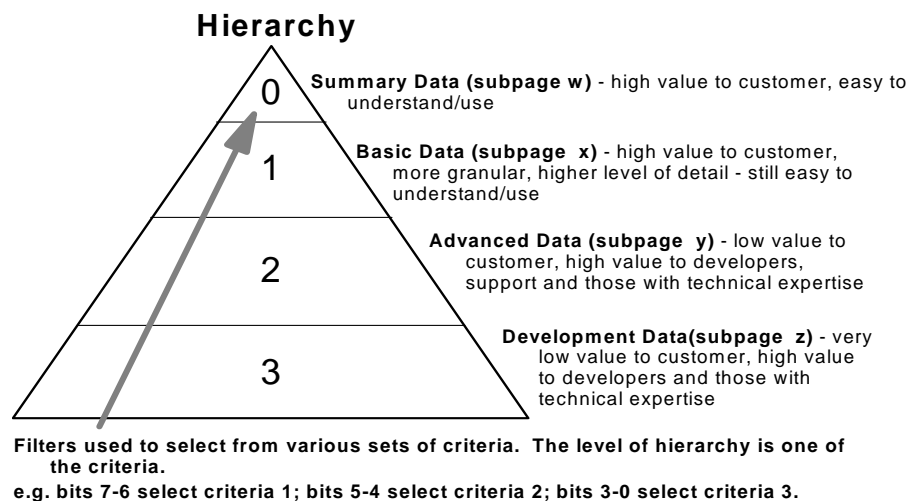 Hierarchy
0
Summary Data (subpage w) - high value to customer, easy to
understand/use
1
Basic Data (subpage x) - high value to customer,
more granular, higher level of detail - still easy to
understand/use
2
Advanced Data (subpage y) - low value to
customer, high value to developers,
support and those with technical expertise
3
Development Data(subpage z) - very
low value to customer, high value
to developers and those with
technical expertise
Filters used to select from various sets of criteria. The level of hierarchy is one of
the criteria.
e.g. bits 7-6 select criteria 1; bits 5-4 select criteria 2; bits 3-0 select criteria 3.